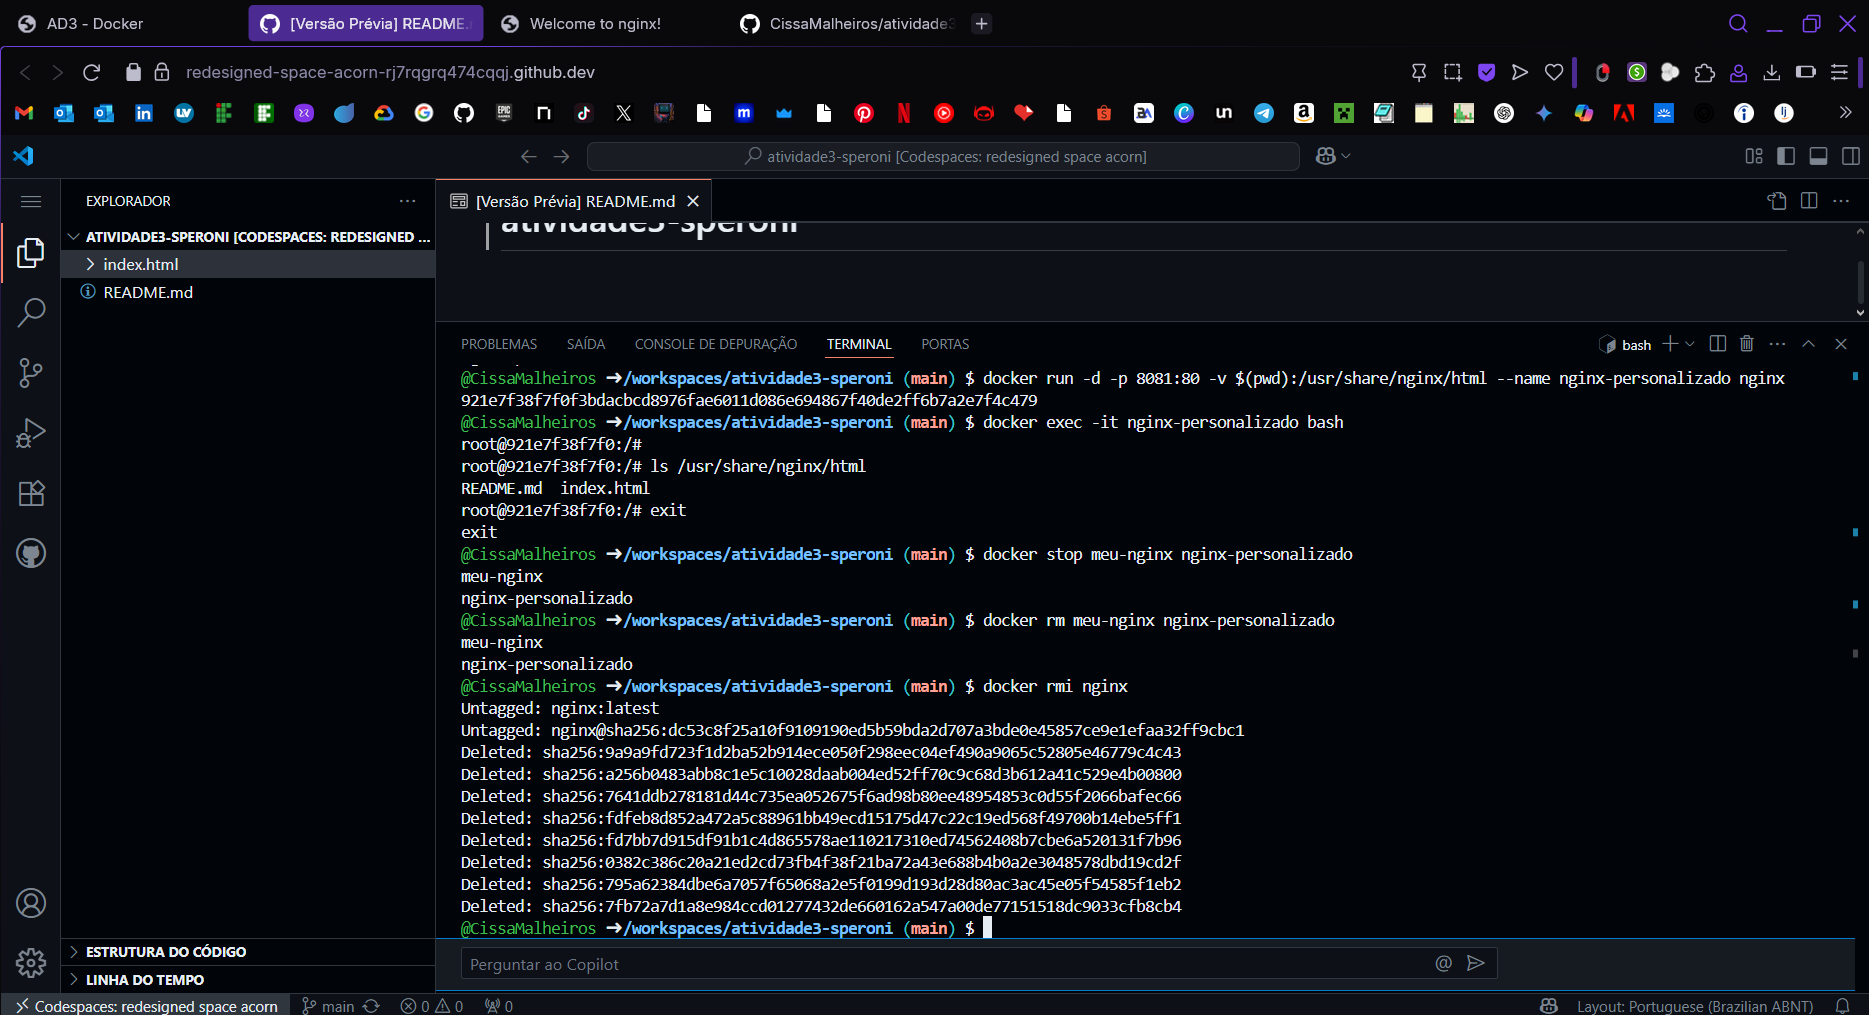 AD3 - Docker
[Versão Prévia] README.
Welcome to nginx!
CissaMalheiros/atividade3
redesigned-space-acorn-rj7rqgrq474cqqj.github.dev
atividade3-speroni [Codespaces: redesigned space acorn]
EXPLORADOR
[Versão Prévia] README.md
ATIVIDADE3-SPERONI [CODESPACES: REDESIGNED ...
index.html
README.md
atividade3-speroni
PROBLEMAS SAÍDA CONSOLE DE DEPURAÇÃO TERMINAL PORTAS
bash
@CissaMalheiros ➜/workspaces/atividade3-speroni (main) $ docker run -d -p 8081:80 -v $(pwd):/usr/share/nginx/html --name nginx-personalizado nginx
921e7f38f7f0f3bdacbcd8976fae6011d086e694867f40de2ff6b7a2e7f4c479
@CissaMalheiros ➜/workspaces/atividade3-speroni (main) $ docker exec -it nginx-personalizado bash
root@921e7f38f7f0:/#
root@921e7f38f7f0:/# ls /usr/share/nginx/html
README.md  index.html
root@921e7f38f7f0:/# exit
exit
@CissaMalheiros ➜/workspaces/atividade3-speroni (main) $ docker stop meu-nginx nginx-personalizado
meu-nginx
nginx-personalizado
@CissaMalheiros ➜/workspaces/atividade3-speroni (main) $ docker rm meu-nginx nginx-personalizado
meu-nginx
nginx-personalizado
@CissaMalheiros ➜/workspaces/atividade3-speroni (main) $ docker rmi nginx
Untagged: nginx:latest
Untagged: nginx@sha256:dc53c8f25a10f9109190ed5b59bda2d707a3bde0e45857ce9e1efaa32ff9cbc1
Deleted: sha256:9a9a9fd723f1d2ba52b914ece050f298eec04ef490a9065c52805e46779c4c43
Deleted: sha256:a256b0483abb8c1e5c10028daab004ed52ff70c9c68d3b612a41c529e4b00800
Deleted: sha256:7641ddb278181d44c735ea052675f6ad98b80ee48954853c0d55f2066bafec66
Deleted: sha256:fdfeb8d852a472a5c88961bb49ecd15175d47c22c19ed568f49700b14ebe5ff1
Deleted: sha256:fd7bb7d915df91b1c4d865578ae110217310ed74562408b7cbe6a520131f7b96
Deleted: sha256:0382c386c20a21ed2cd73fb4f38f21ba72a43e688b4b0a2e3048578dbd19cd2f
Deleted: sha256:795a62384dbe6a7057f65068a2e5f0199d193d28d80ac3ac45e05f54585f1eb2
Deleted: sha256:7fb72a7d1a8e984ccd01277432de660162a547a00de77151518dc9033cfb8cb4
@CissaMalheiros ➜/workspaces/atividade3-speroni (main) $
ESTRUTURA DO CÓDIGO
Perguntar ao Copilot
LINHA DO TEMPO
Codespaces: redesigned space acorn main 0 0 0 Layout: Portuguese (Brazilian ABNT)